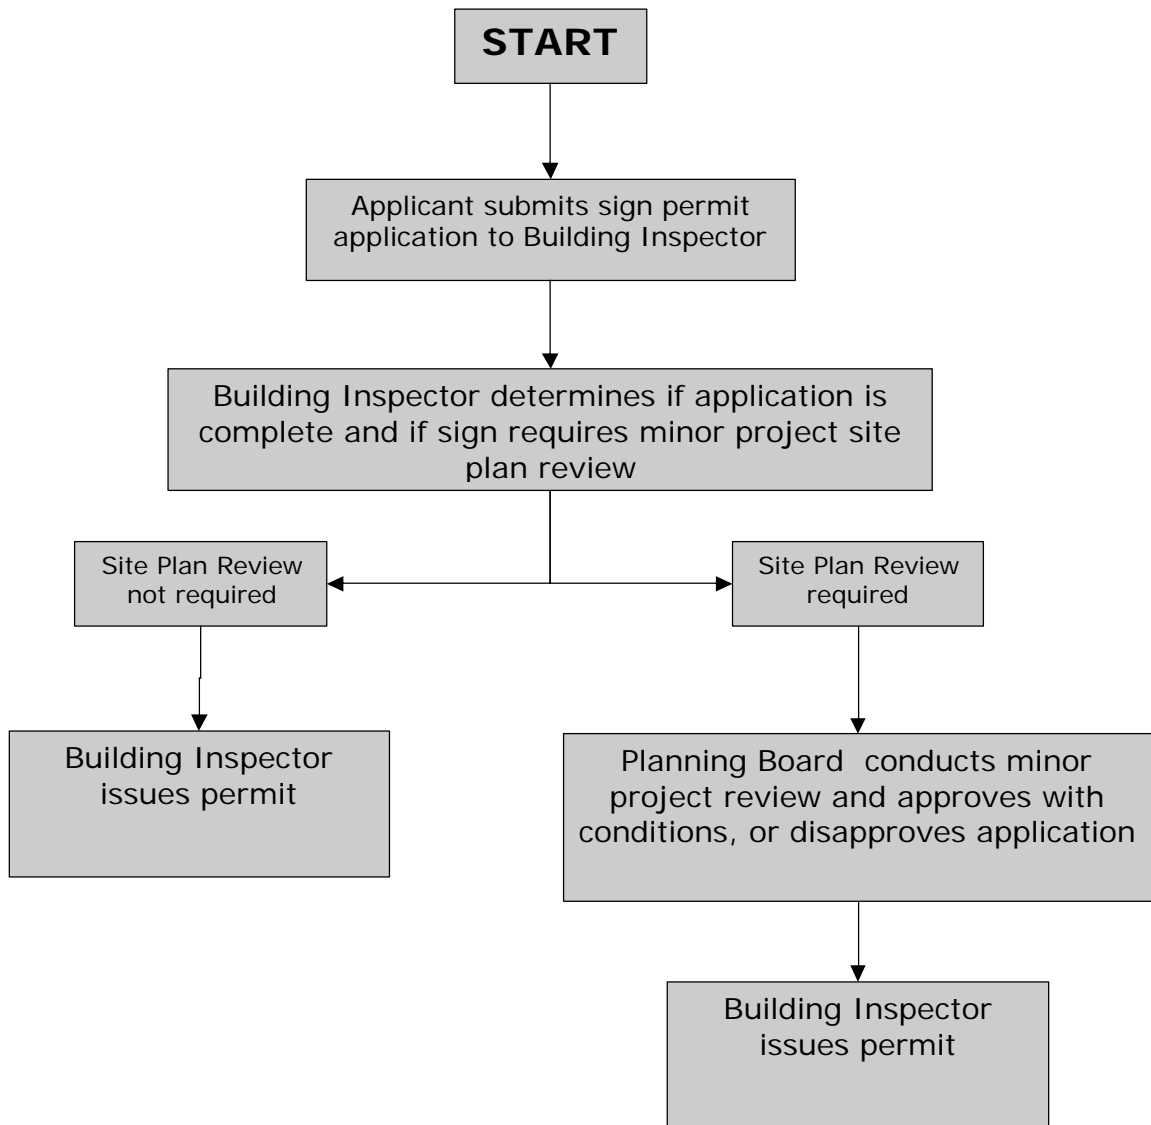 START
Applicant submits sign permit
application to Building Inspector
Building Inspector determines if application is
complete and if sign requires minor project site
plan review
Site Plan Review
not required
Site Plan Review
required
Building Inspector
issues permit
Planning Board  conducts minor
project review and approves with
conditions, or disapproves application
Building Inspector
issues permit